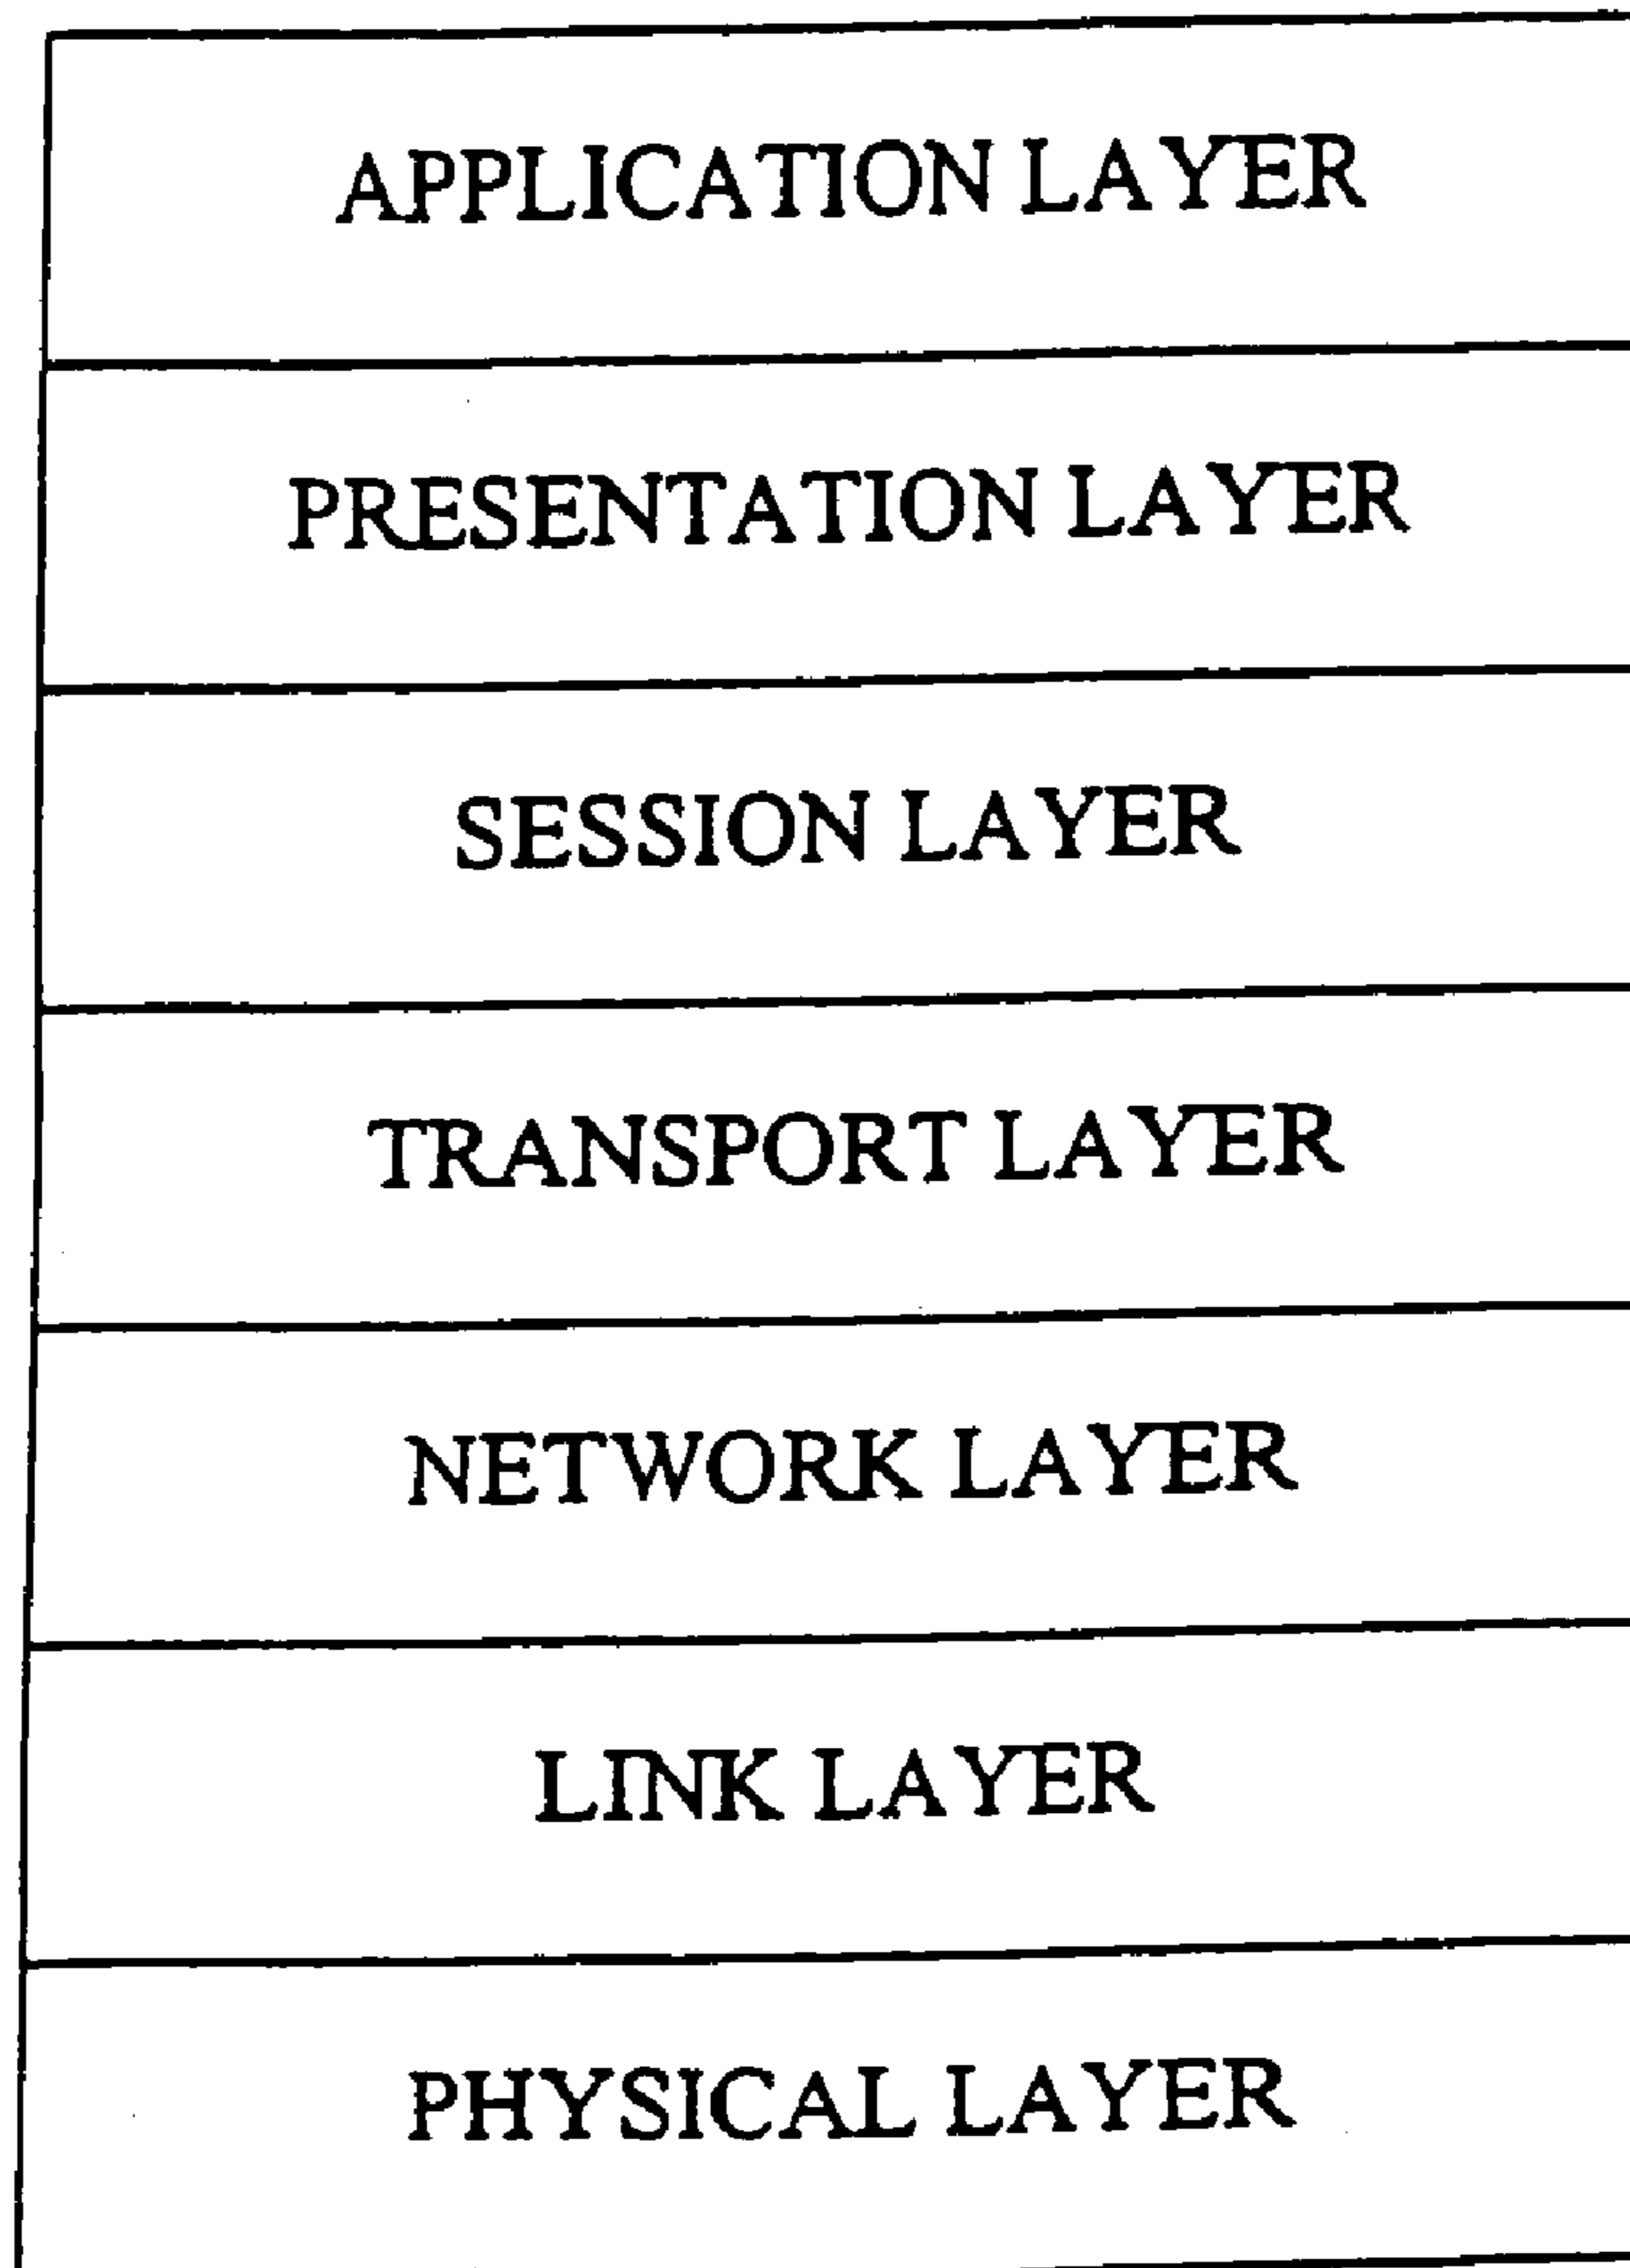 APPLICATION LAYER
PRESENTATION LAYER
SESSION LAYER
TRANSPORT LAYER
NETWORK LAYER
LINK LAYER
PHYSICAL LAYER